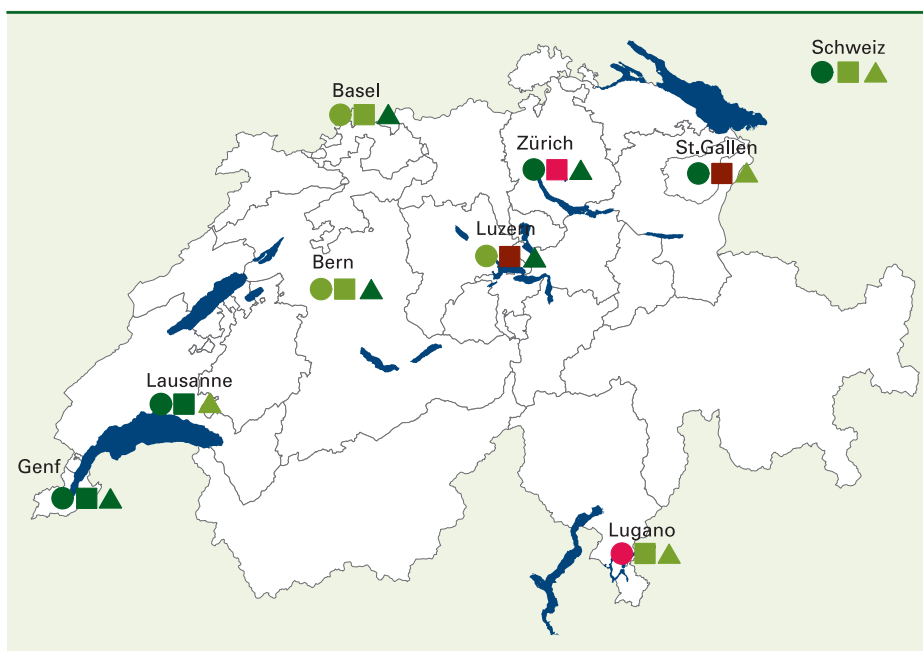 Schweiz
Basel
Zürich
St.Gallen
Luzern
Bern
Lausanne
Genf
Lugano